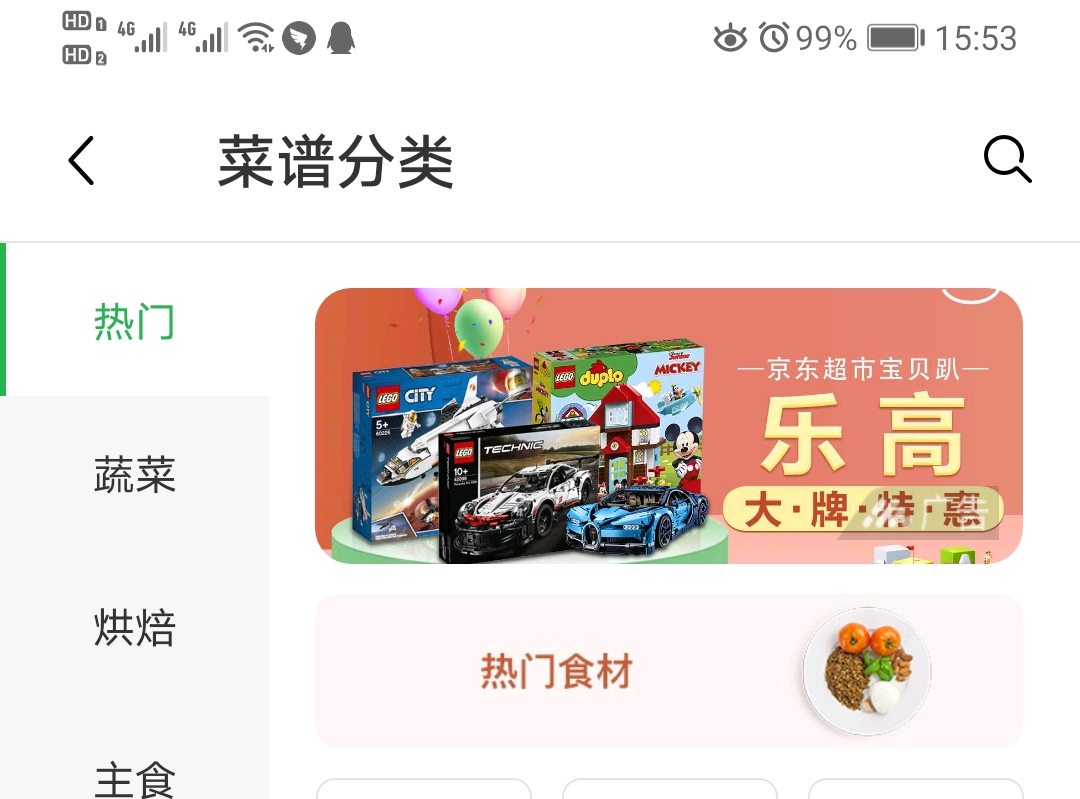 HD 1 4G 4G 99% 15:53
HD 2
菜谱分类
热门
蔬菜
烘焙
主食
LEGO CITY
5+
60226
LEGO duplo
MICKEY
LEGO TECHNIC
10+
42096
—京东超市宝贝趴—
乐高
大·牌·特·惠
广告
热门食材